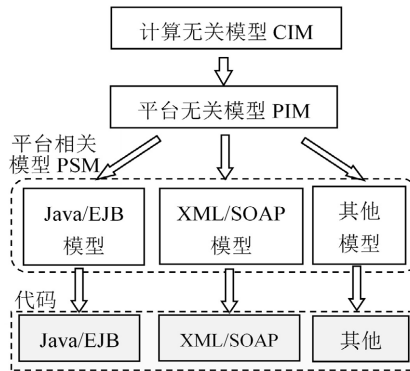 计算无关模型 CIM
平台无关模型 PIM
平台相关
模型 PSM
Java/EJB
模型
XML/SOAP
模型
其他
模型
代码
Java/EJB
XML/SOAP
其他